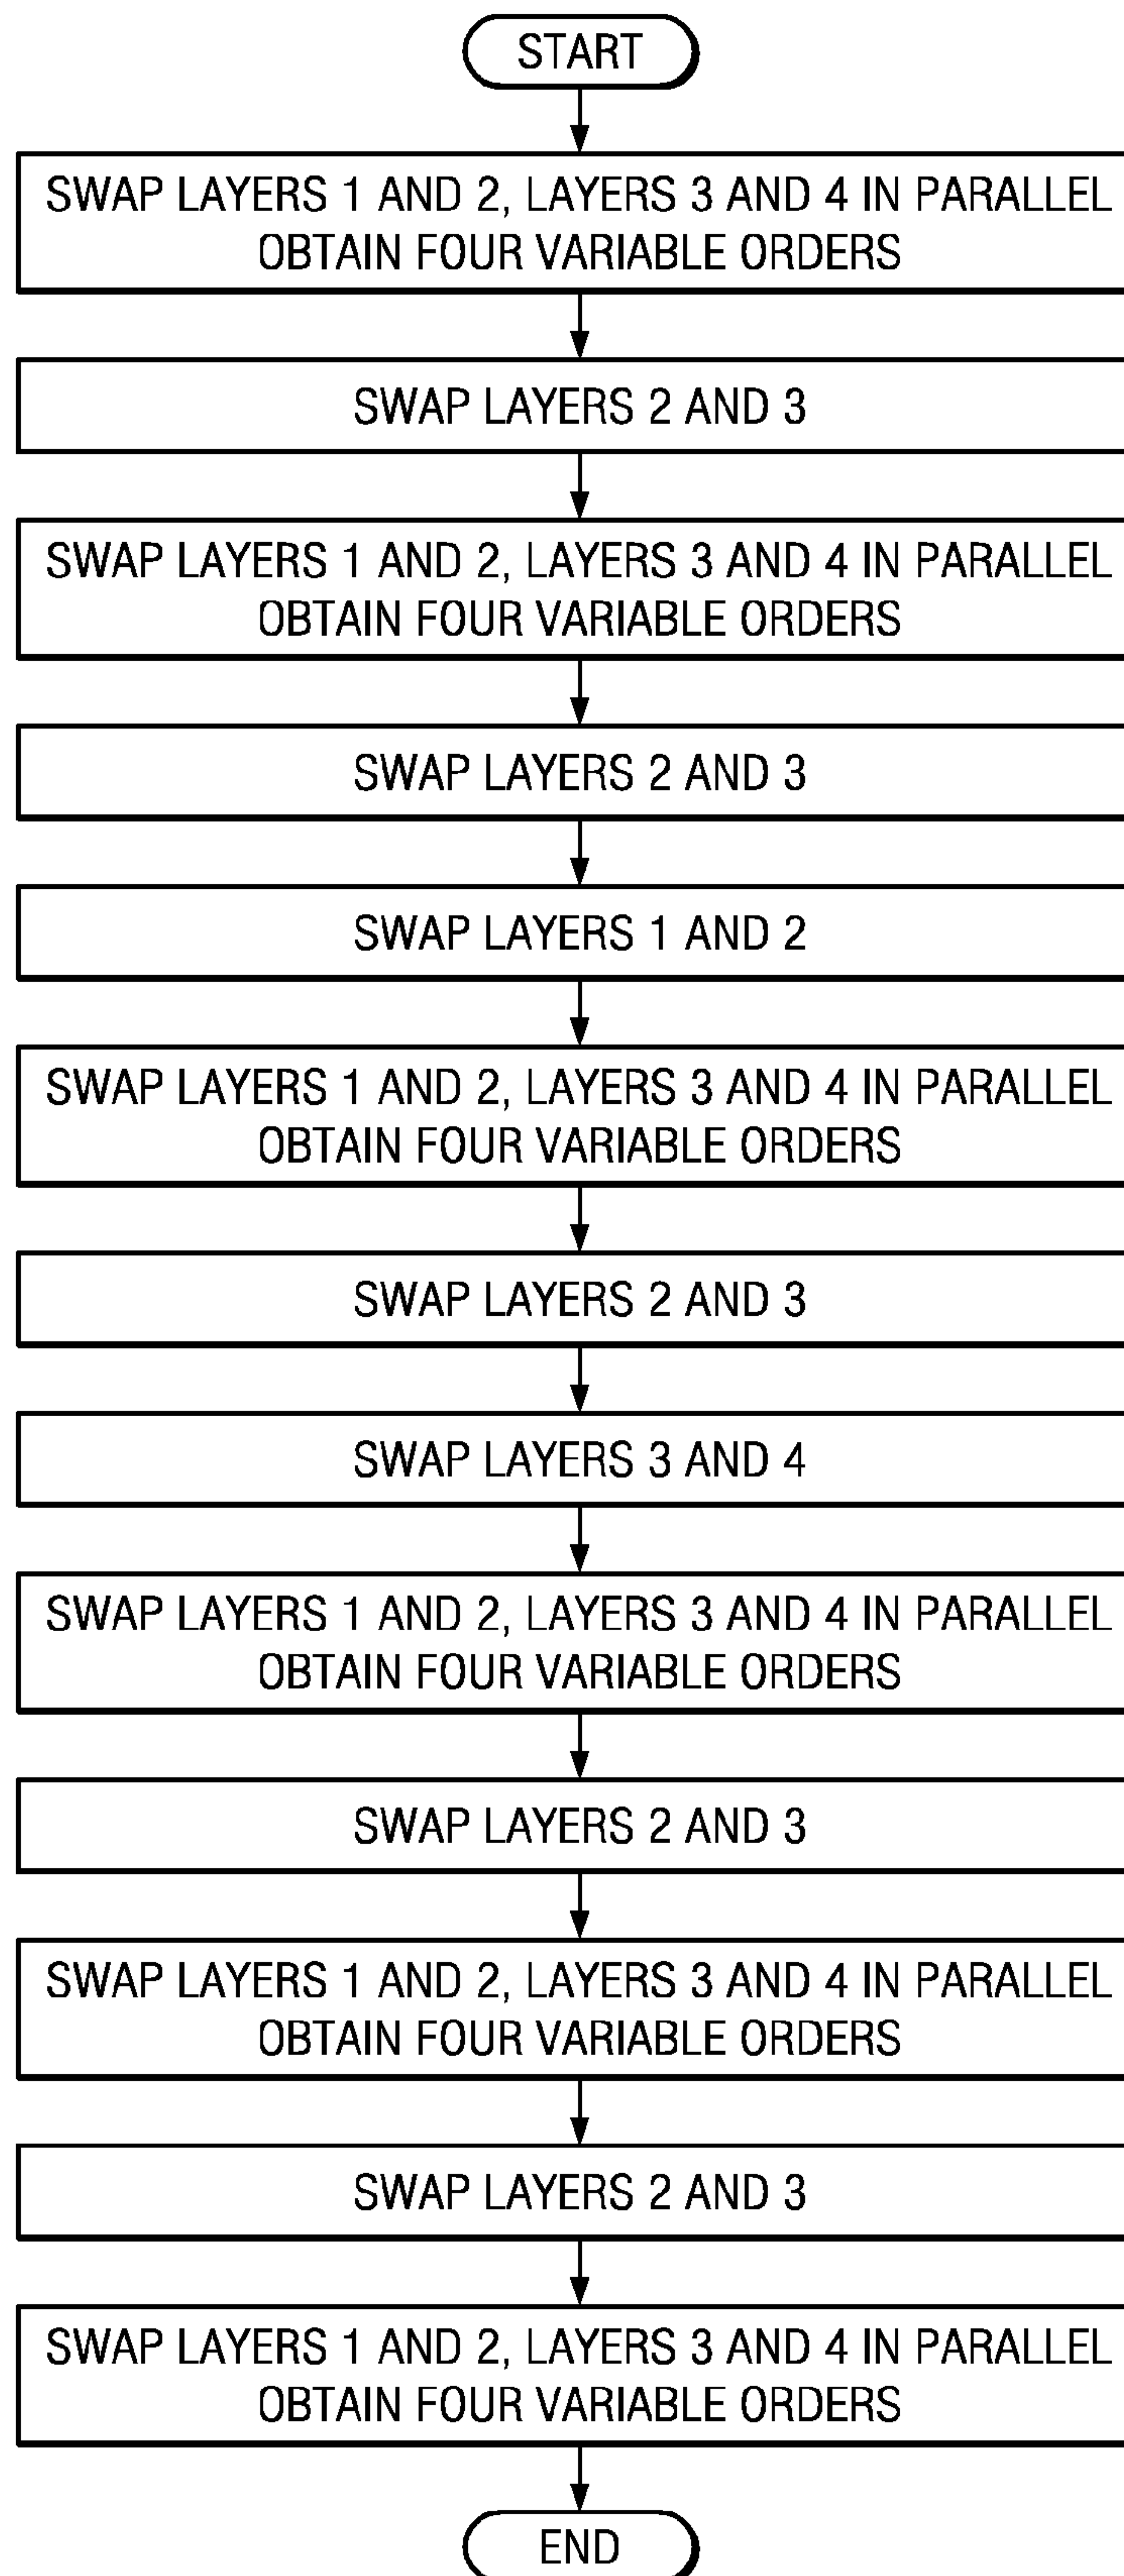 START
SWAP LAYERS 1 AND 2, LAYERS 3 AND 4 IN PARALLEL
OBTAIN FOUR VARIABLE ORDERS
SWAP LAYERS 2 AND 3
SWAP LAYERS 1 AND 2, LAYERS 3 AND 4 IN PARALLEL
OBTAIN FOUR VARIABLE ORDERS
SWAP LAYERS 2 AND 3
SWAP LAYERS 1 AND 2
SWAP LAYERS 1 AND 2, LAYERS 3 AND 4 IN PARALLEL
OBTAIN FOUR VARIABLE ORDERS
SWAP LAYERS 2 AND 3
SWAP LAYERS 3 AND 4
SWAP LAYERS 1 AND 2, LAYERS 3 AND 4 IN PARALLEL
OBTAIN FOUR VARIABLE ORDERS
SWAP LAYERS 2 AND 3
SWAP LAYERS 1 AND 2, LAYERS 3 AND 4 IN PARALLEL
OBTAIN FOUR VARIABLE ORDERS
SWAP LAYERS 2 AND 3
SWAP LAYERS 1 AND 2, LAYERS 3 AND 4 IN PARALLEL
OBTAIN FOUR VARIABLE ORDERS
END